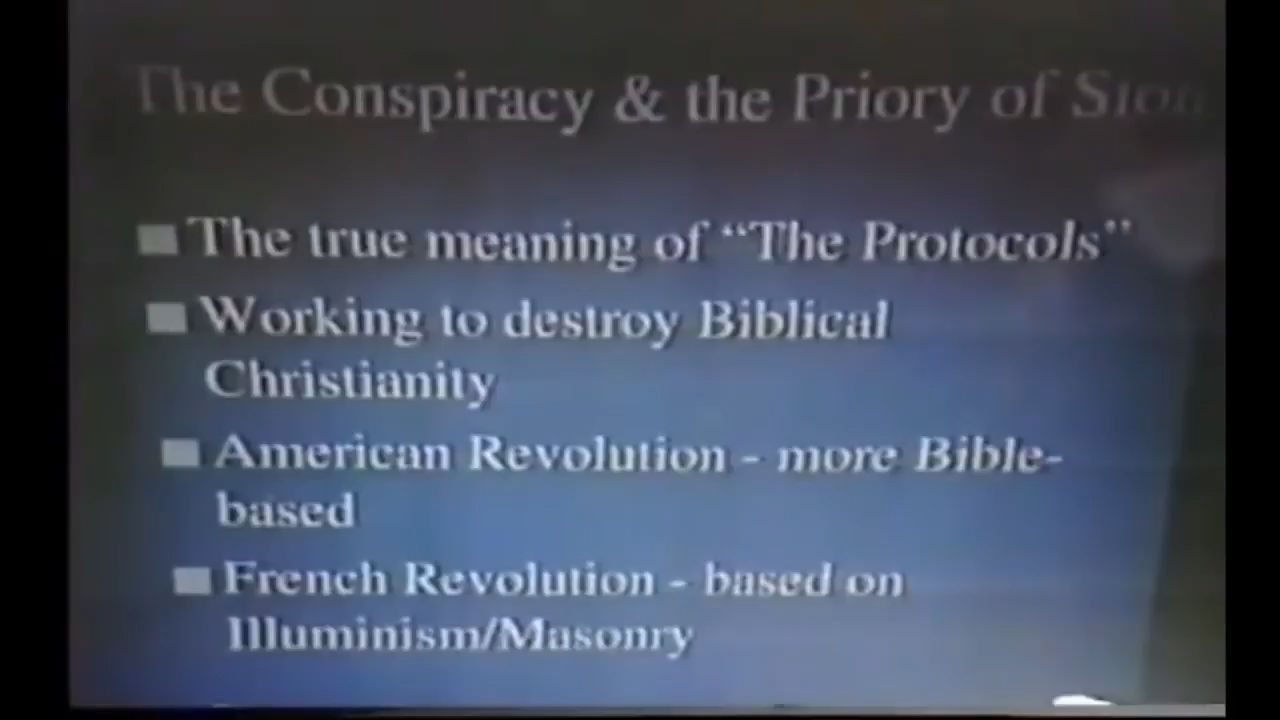 The Conspiracy & the Priory of Sion
■ The true meaning of “The Protocols”
■ Working to destroy Biblical
Christianity
■ American Revolution - more Bible-
based
■ French Revolution - based on
Illuminism/Masonry